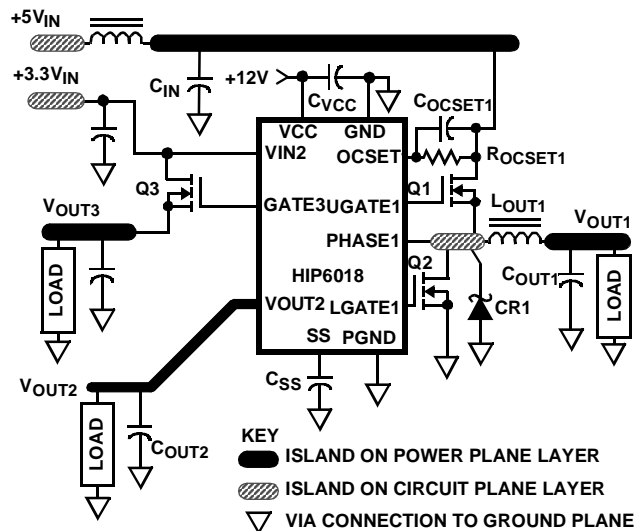 +5VIN
+3.3VIN
CIN
+12V
CVCC
COCSET1
VCC
GND
VIN2
OCSET
ROCSET1
Q3
GATE3
UGATE1
Q1
LOUT1
VOUT3
VOUT1
PHASE1
Q2
HIP6018
COUT1
LOAD
VOUT2
LGATE1
CR1
LOAD
SS
PGND
CSS
VOUT2
LOAD
COUT2
KEY
ISLAND ON POWER PLANE LAYER
ISLAND ON CIRCUIT PLANE LAYER
VIA CONNECTION TO GROUND PLANE